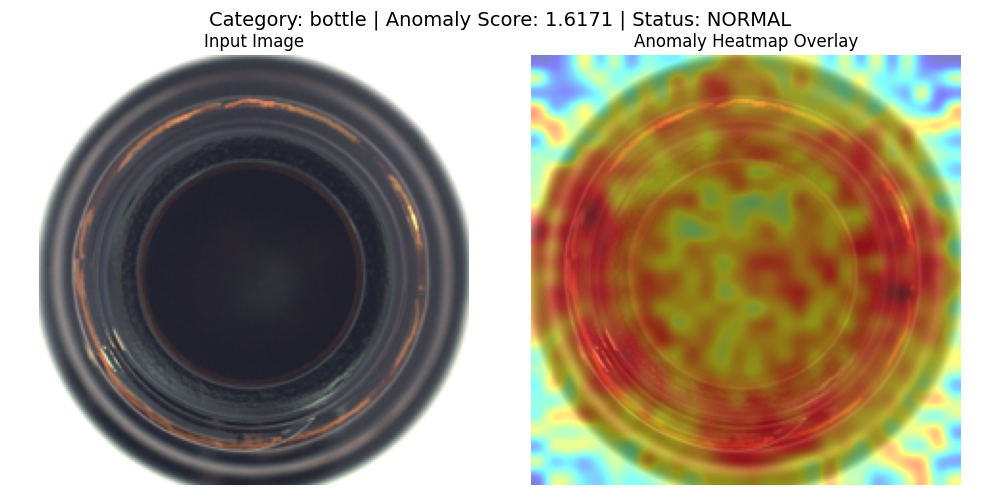 Category: bottle | Anomaly Score: 1.6171 | Status: NORMAL
Input Image
Anomaly Heatmap Overlay